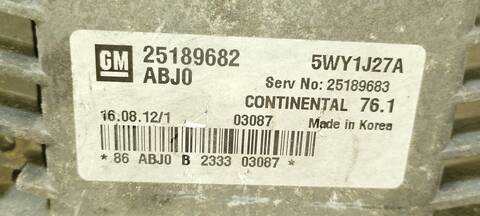 GM 25189682 5WY1J27A
ABJ0 Serv No: 25189683
CONTINENTAL 76.1
16.08.12/1 03087 Made in Korea
* 86 ABJ0 B 2333 03087 *